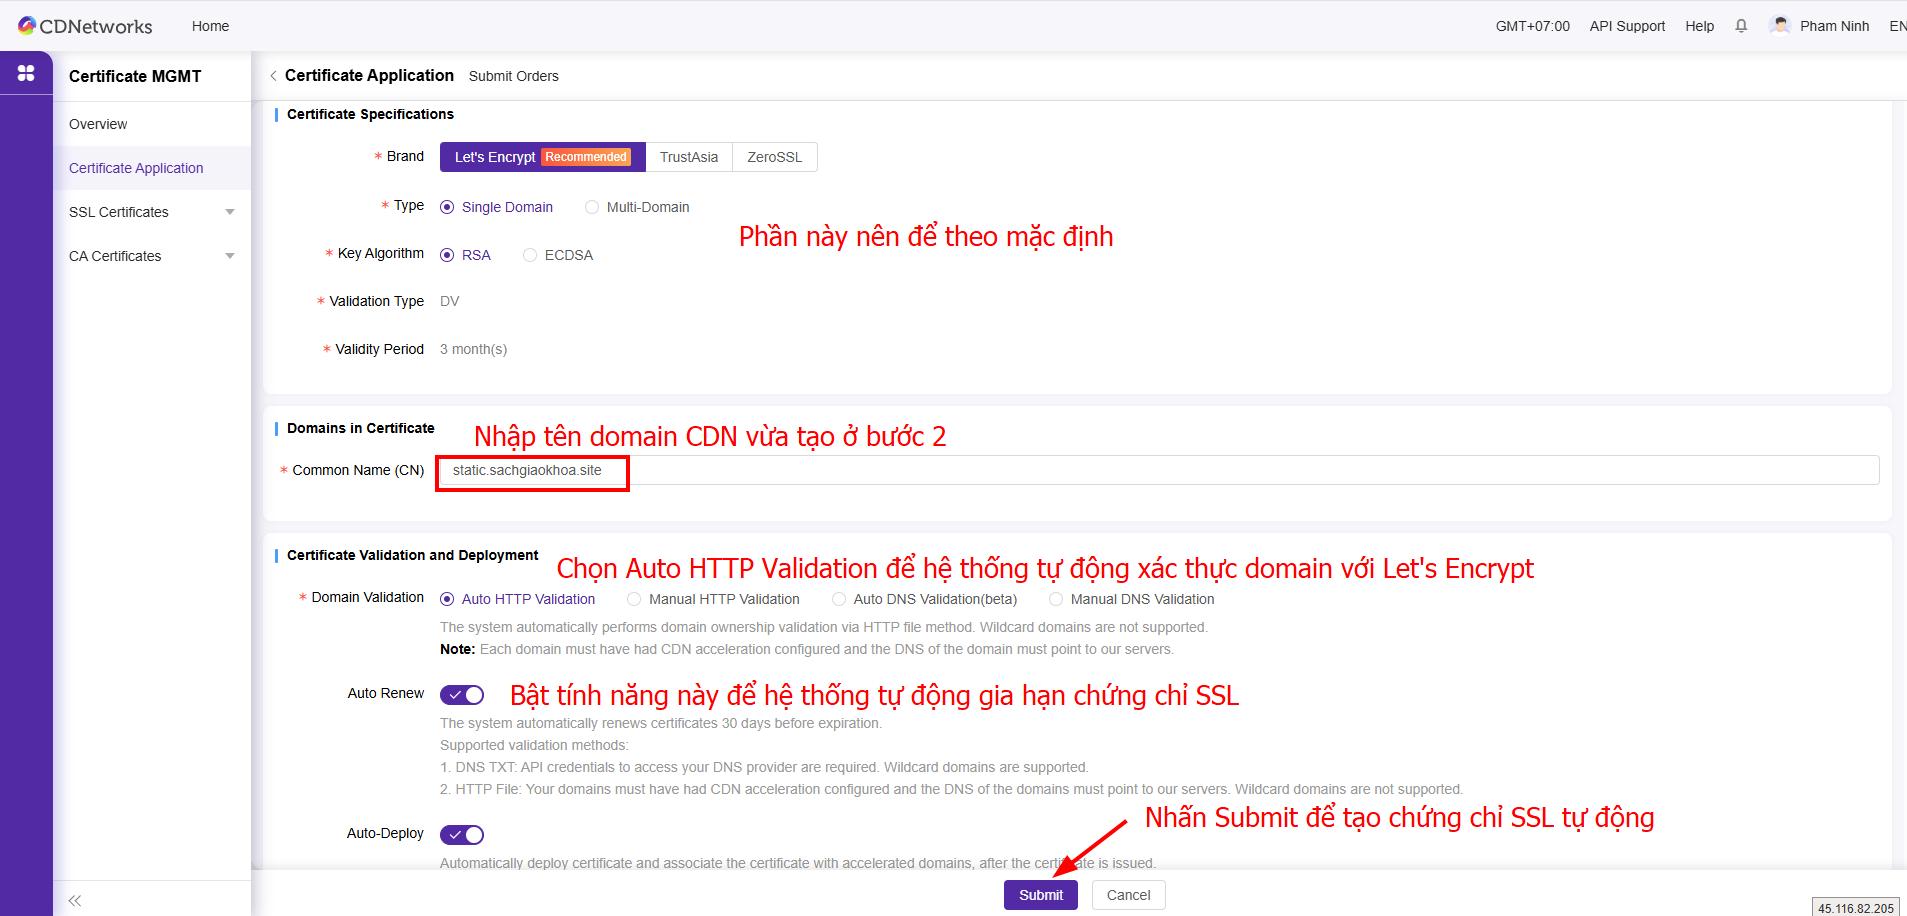 CDNetworks Home GMT+07:00 API Support Help Pham Ninh EN
Certificate MGMT
Overview
Certificate Application
SSL Certificates
CA Certificates
Certificate Application Submit Orders
Certificate Specifications
* Brand Let's Encrypt Recommended TrustAsia ZeroSSL
* Type Single Domain Multi-Domain
Phần này nên để theo mặc định
* Key Algorithm RSA ECDSA
* Validation Type DV
* Validity Period 3 month(s)
Domains in Certificate
Nhập tên domain CDN vừa tạo ở bước 2
* Common Name (CN) static.sachgiaokhoa.site
Certificate Validation and Deployment
Chọn Auto HTTP Validation để hệ thống tự động xác thực domain với Let's Encrypt
* Domain Validation Auto HTTP Validation Manual HTTP Validation Auto DNS Validation(beta) Manual DNS Validation
The system automatically performs domain ownership validation via HTTP file method. Wildcard domains are not supported.
Note: Each domain must have had CDN acceleration configured and the DNS of the domain must point to our servers.
Auto Renew Bật tính năng này để hệ thống tự động gia hạn chứng chỉ SSL
The system automatically renews certificates 30 days before expiration.
Supported validation methods:
1. DNS TXT: API credentials to access your DNS provider are required. Wildcard domains are supported.
2. HTTP File: Your domains must have had CDN acceleration configured and the DNS of the domains must point to our servers. Wildcard domains are not supported.
Nhấn Submit để tạo chứng chỉ SSL tự động
Auto-Deploy
Automatically deploy certificate and associate the certificate with accelerated domains, after the certificate is issued.
Submit Cancel
45.116.82.205